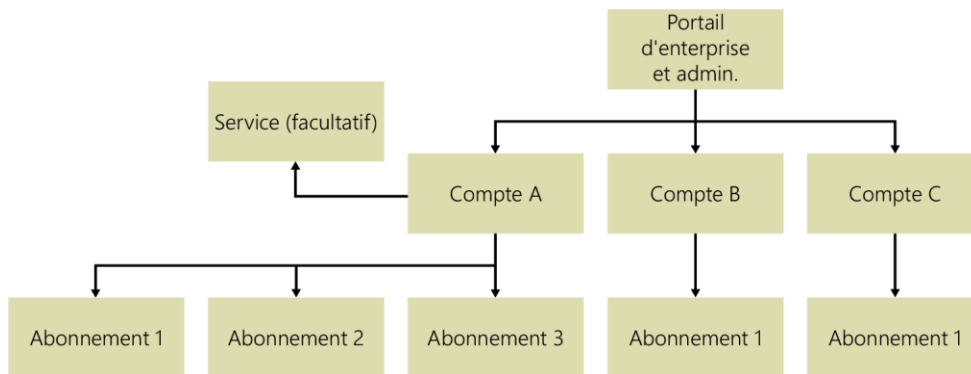 Portail
d'enterprise
et admin.
Service (facultatif)
Compte A
Compte B
Compte C
Abonnement 1
Abonnement 2
Abonnement 3
Abonnement 1
Abonnement 1